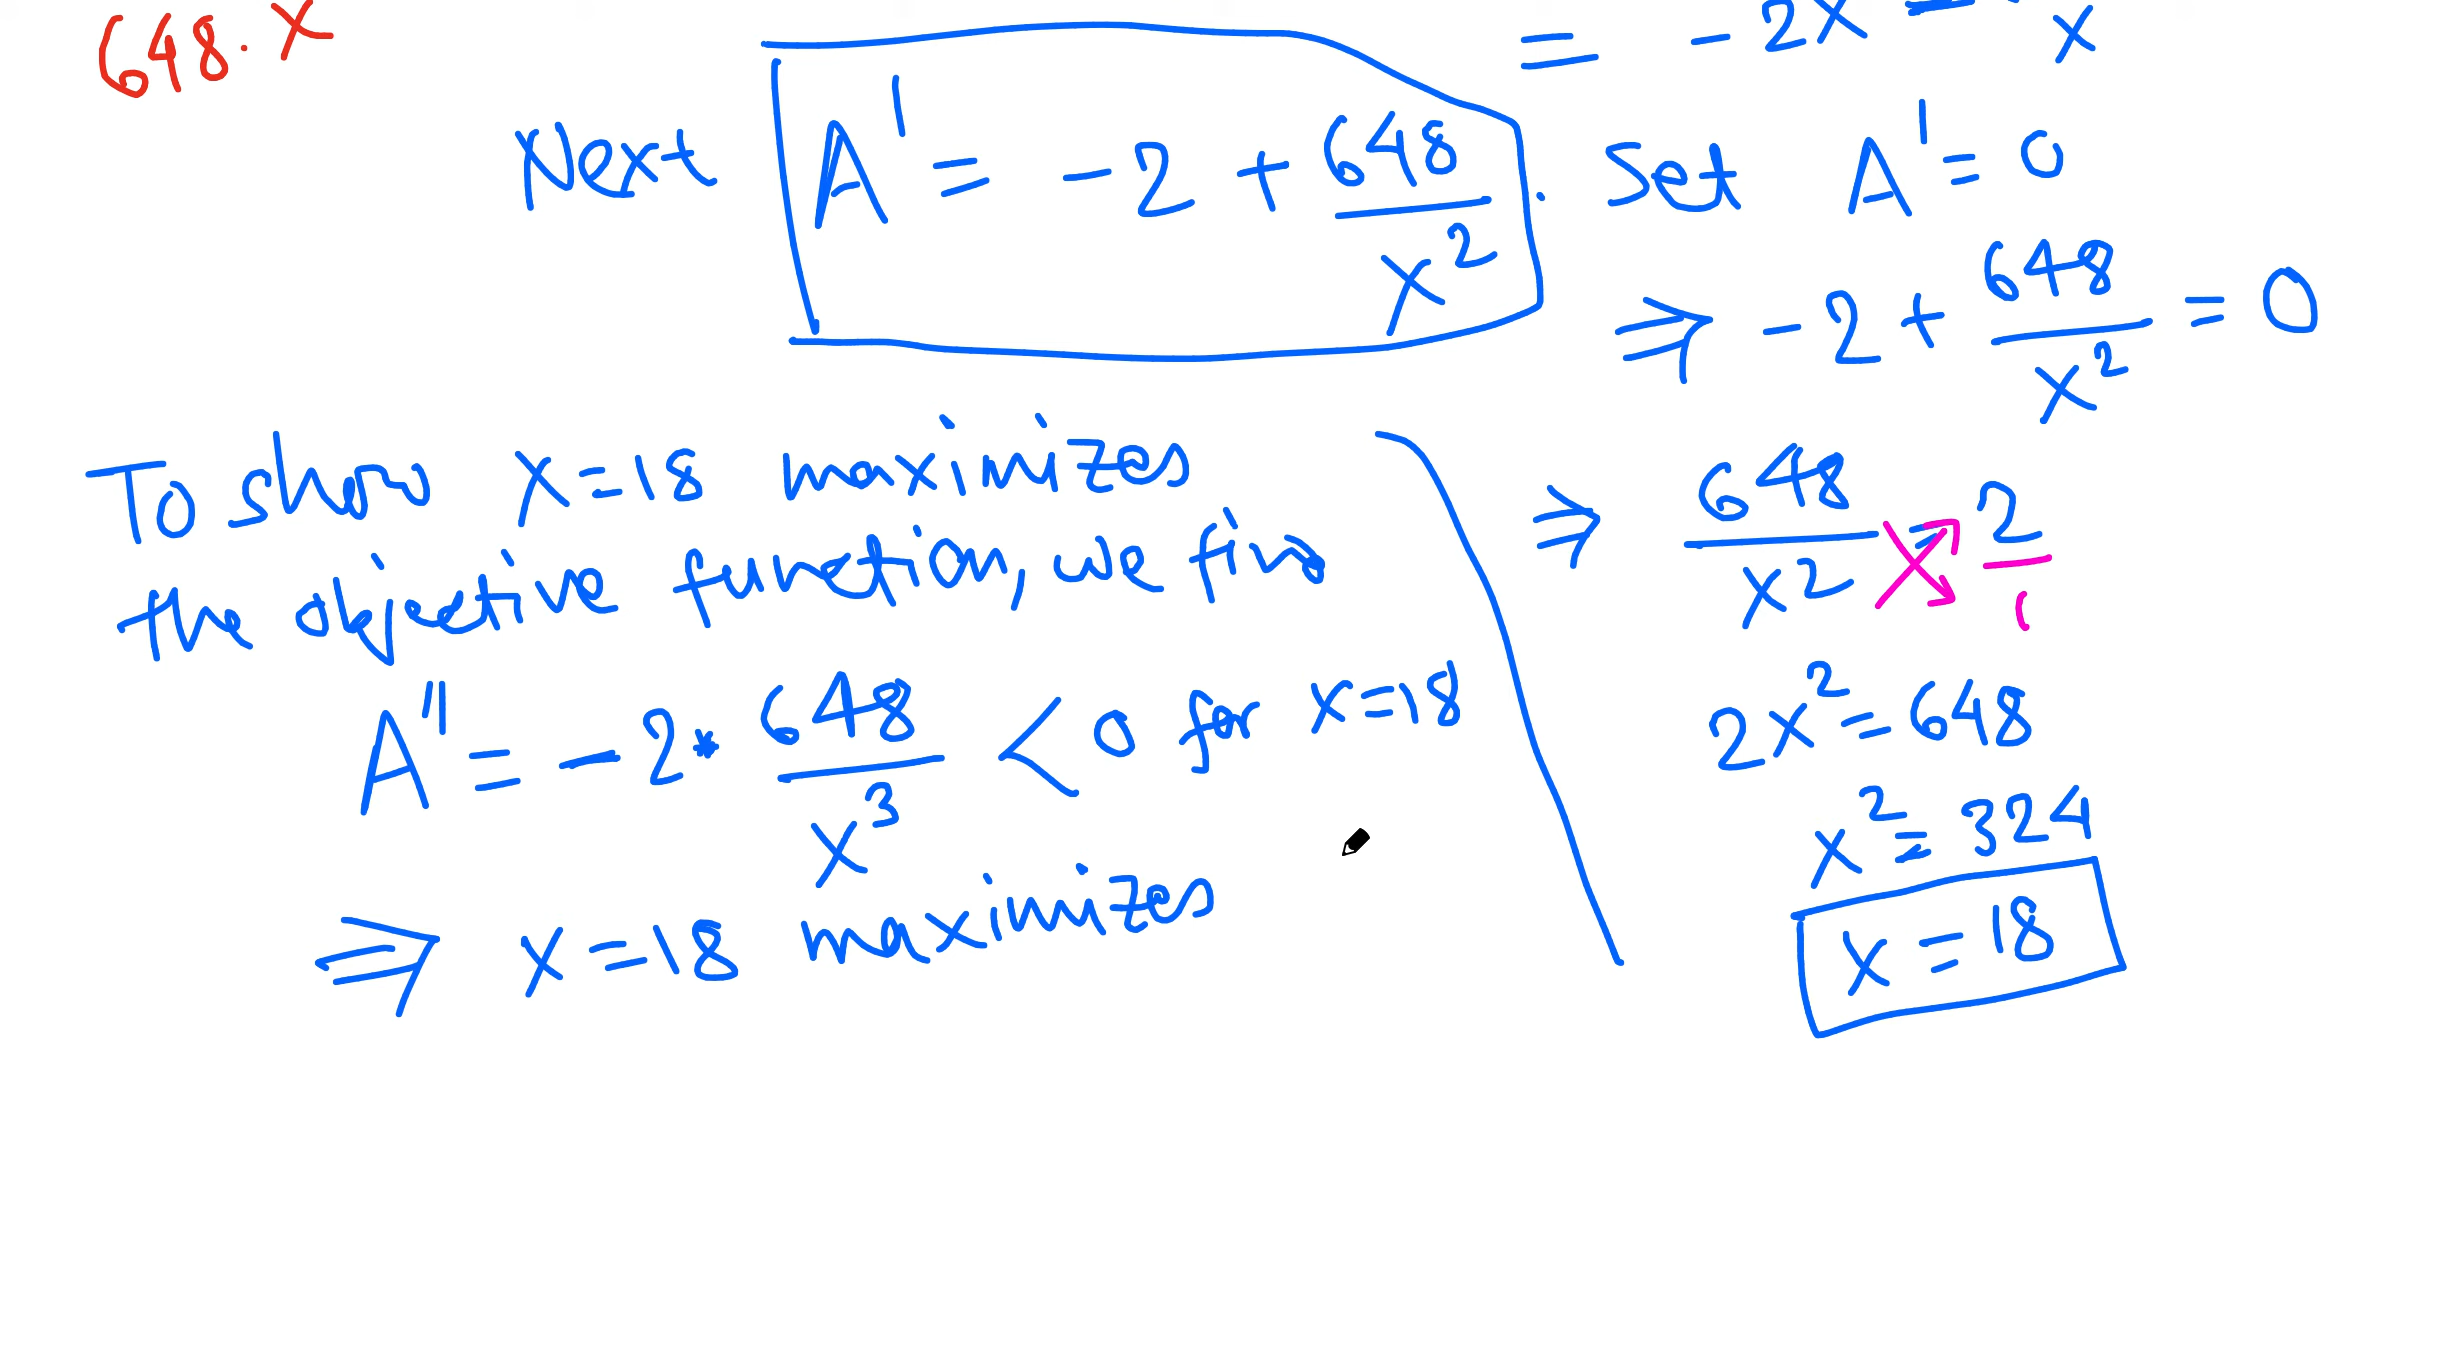 648·x
= -2x - x
Next A' = -2 + 648/x² . Set A' = 0
⇒ -2 + 648/x² = 0
To show x = 18 maximizes
the objective function, we find
A'' = -2 * 648/x³ < 0 for x = 18
⇒ x = 18 maximizes
⇒ 648/x² = 2/1
2x² = 648
x² = 324
x = 18